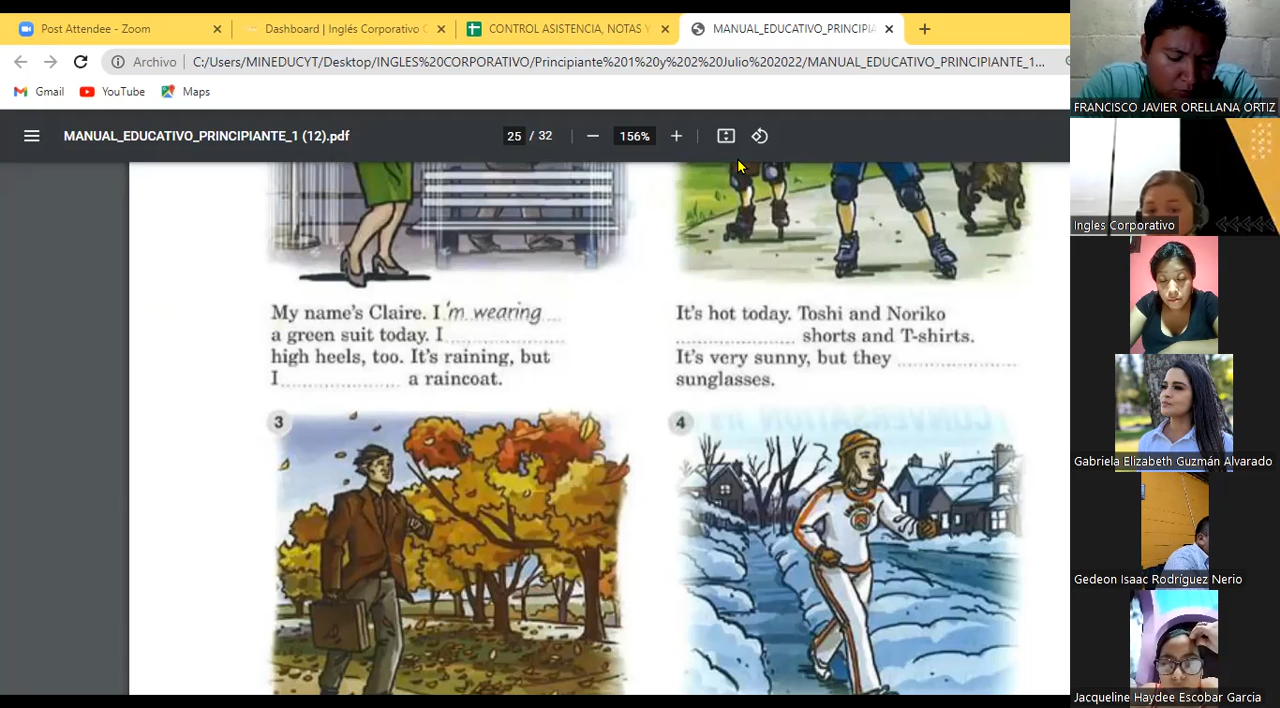 Post Attendee - Zoom
Dashboard | Inglés Corporativo
CONTROL ASISTENCIA, NOTAS Y
MANUAL_EDUCATIVO_PRINCIPIA
Archivo
C:/Users/MINEDUCYT/Desktop/INGLES%20CORPORATIVO/Principiante%201%20y%202%20Julio%202022/MANUAL_EDUCATIVO_PRINCIPIANTE_1...
Gmail
YouTube
Maps
MANUAL_EDUCATIVO_PRINCIPIANTE_1 (12).pdf
25 / 32
156%
My name's Claire. I 'm wearing
a green suit today. I
high heels, too. It's raining, but
I a raincoat.
It's hot today. Toshi and Noriko
shorts and T-shirts.
It's very sunny, but they
sunglasses.
3
4
FRANCISCO JAVIER ORELLANA ORTIZ
Ingles Corporativo
Gabriela Elizabeth Guzmán Alvarado
Gedeon Isaac Rodríguez Nerio
Jacqueline Haydee Escobar Garcia